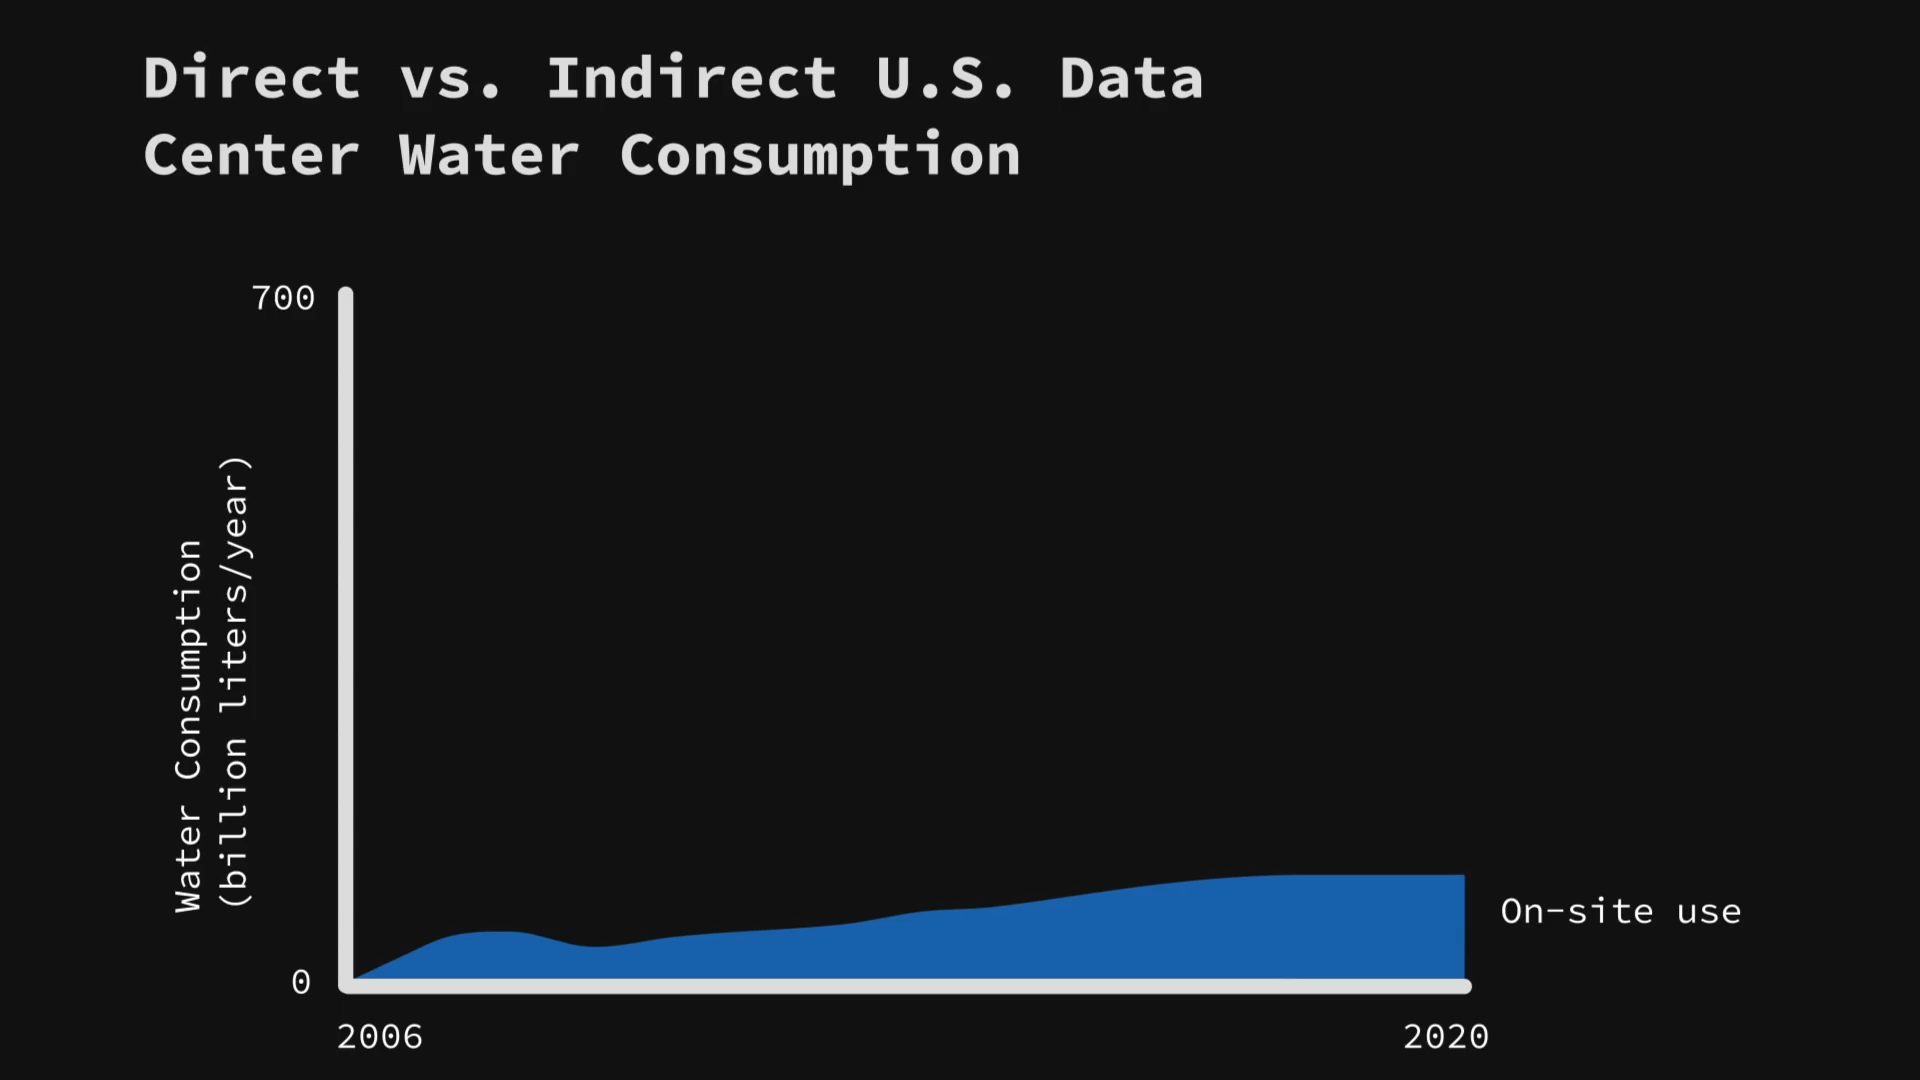 Direct vs. Indirect U.S. Data
Center Water Consumption
700
Water Consumption
(billion liters/year)
On-site use
0
2006
2020